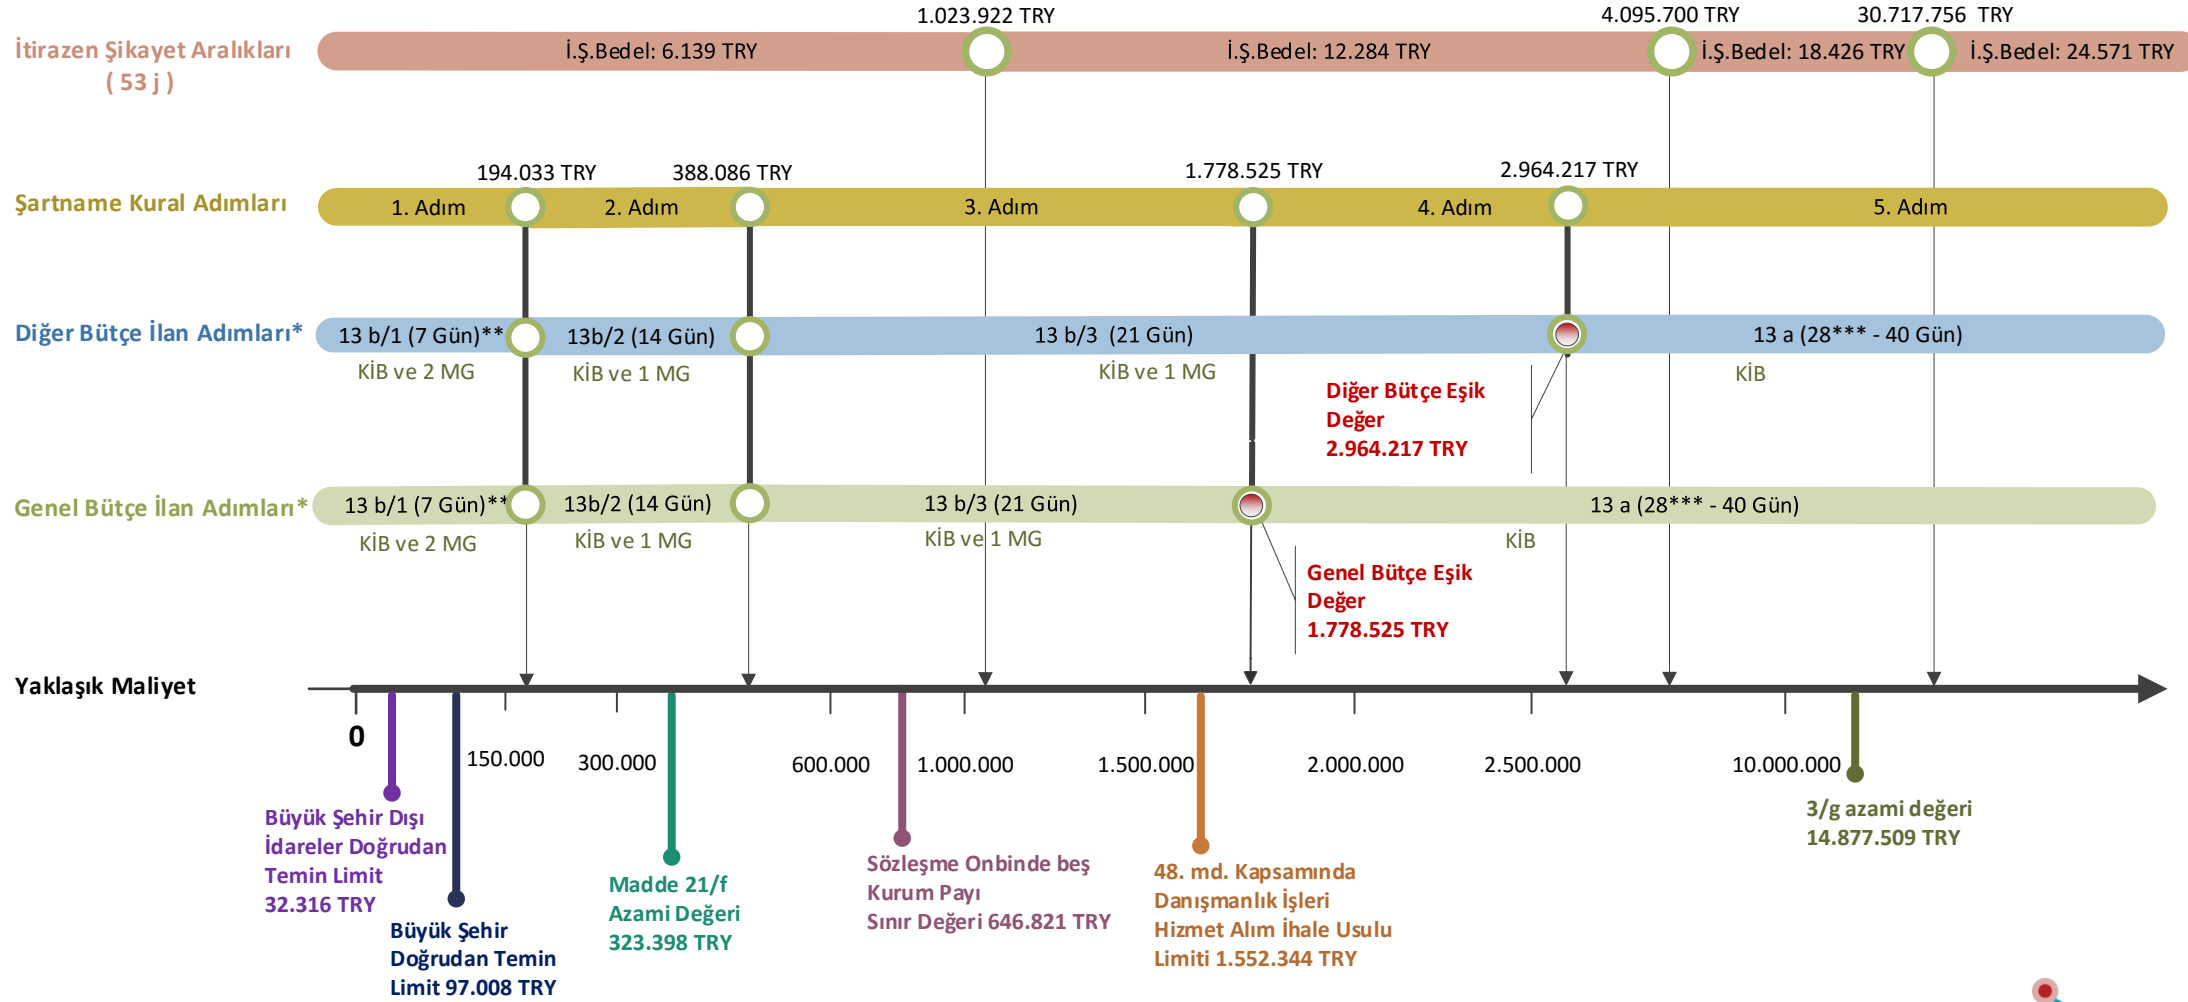 1.023.922 TRY
4.095.700 TRY
30.717.756 TRY
İtirazen Şikayet Aralıkları
( 53 j )
İ.Ş.Bedel: 6.139 TRY
İ.Ş.Bedel: 12.284 TRY
İ.Ş.Bedel: 18.426 TRY
İ.Ş.Bedel: 24.571 TRY
194.033 TRY
388.086 TRY
1.778.525 TRY
2.964.217 TRY
Şartname Kural Adımları
1. Adım
2. Adım
3. Adım
4. Adım
5. Adım
Diğer Bütçe İlan Adımları*
13 b/1 (7 Gün)**
13b/2 (14 Gün)
13 b/3 (21 Gün)
13 a (28*** - 40 Gün)
KİB ve 2 MG
KİB ve 1 MG
KİB ve 1 MG
KİB
Diğer Bütçe Eşik
Değer
2.964.217 TRY
Genel Bütçe İlan Adımları*
13 b/1 (7 Gün)**
13b/2 (14 Gün)
13 b/3 (21 Gün)
13 a (28*** - 40 Gün)
KİB ve 2 MG
KİB ve 1 MG
KİB ve 1 MG
KİB
Genel Bütçe Eşik
Değer
1.778.525 TRY
Yaklaşık Maliyet
0
150.000
300.000
600.000
1.000.000
1.500.000
2.000.000
2.500.000
10.000.000
Büyük Şehir Dışı
İdareler Doğrudan
Temin Limit
32.316 TRY
Büyük Şehir
Doğrudan Temin
Limit 97.008 TRY
Madde 21/f
Azami Değeri
323.398 TRY
Sözleşme Onbinde beş
Kurum Payı
Sınır Değeri 646.821 TRY
48. md. Kapsamında
Danışmanlık İşleri
Hizmet Alım İhale Usulu
Limiti 1.552.344 TRY
3/g azami değeri
14.877.509 TRY